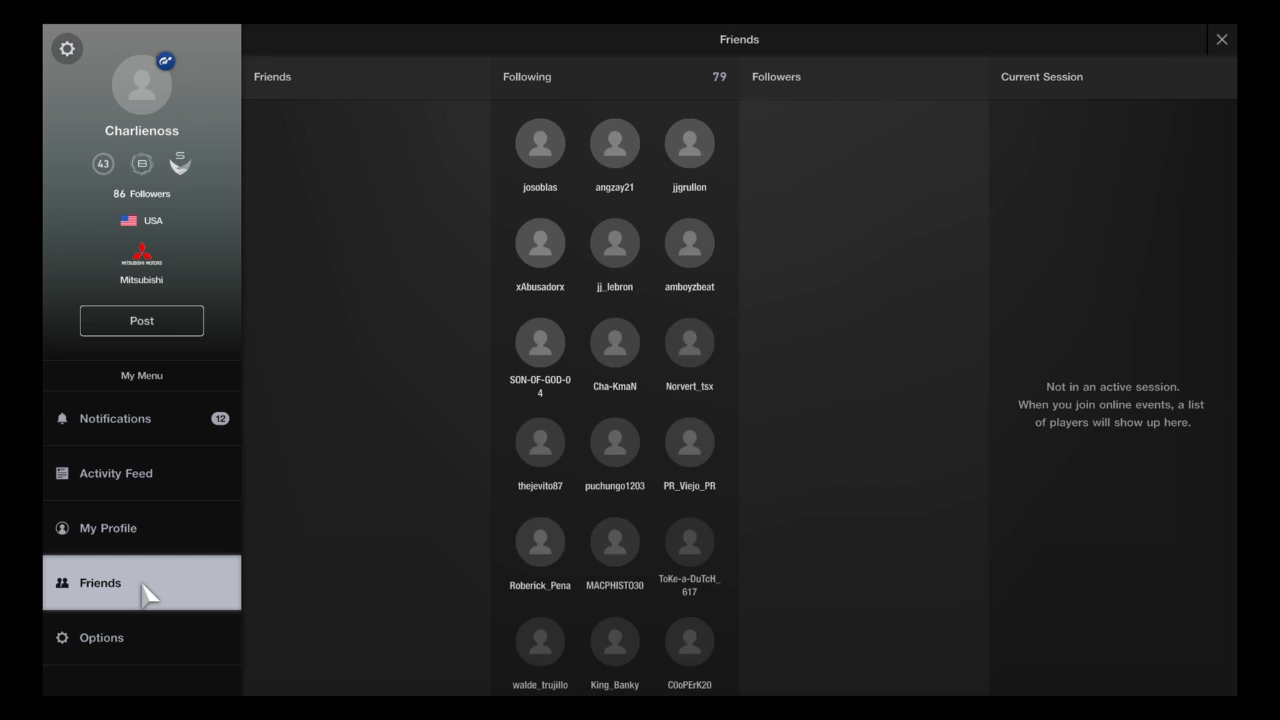 Friends
Charlienoss
43
B
S
86 Followers
USA
MITSUBISHI MOTORS
Mitsubishi
Post
My Menu
Notifications
12
Activity Feed
My Profile
Friends
Options
Friends
Following
79
Followers
Current Session
josoblas
angzay21
jjgrullon
xAbusadorx
jj_lebron
amboyzbeat
SON-OF-GOD-0
4
Cha-KmaN
Norvert_tsx
thejevito87
puchungo1203
PR_Viejo_PR
Roberick_Pena
MACPHISTO30
ToKe-a-DuTcH_
617
walde_trujillo
King_Banky
COoPErK20
Not in an active session.
When you join online events, a list
of players will show up here.